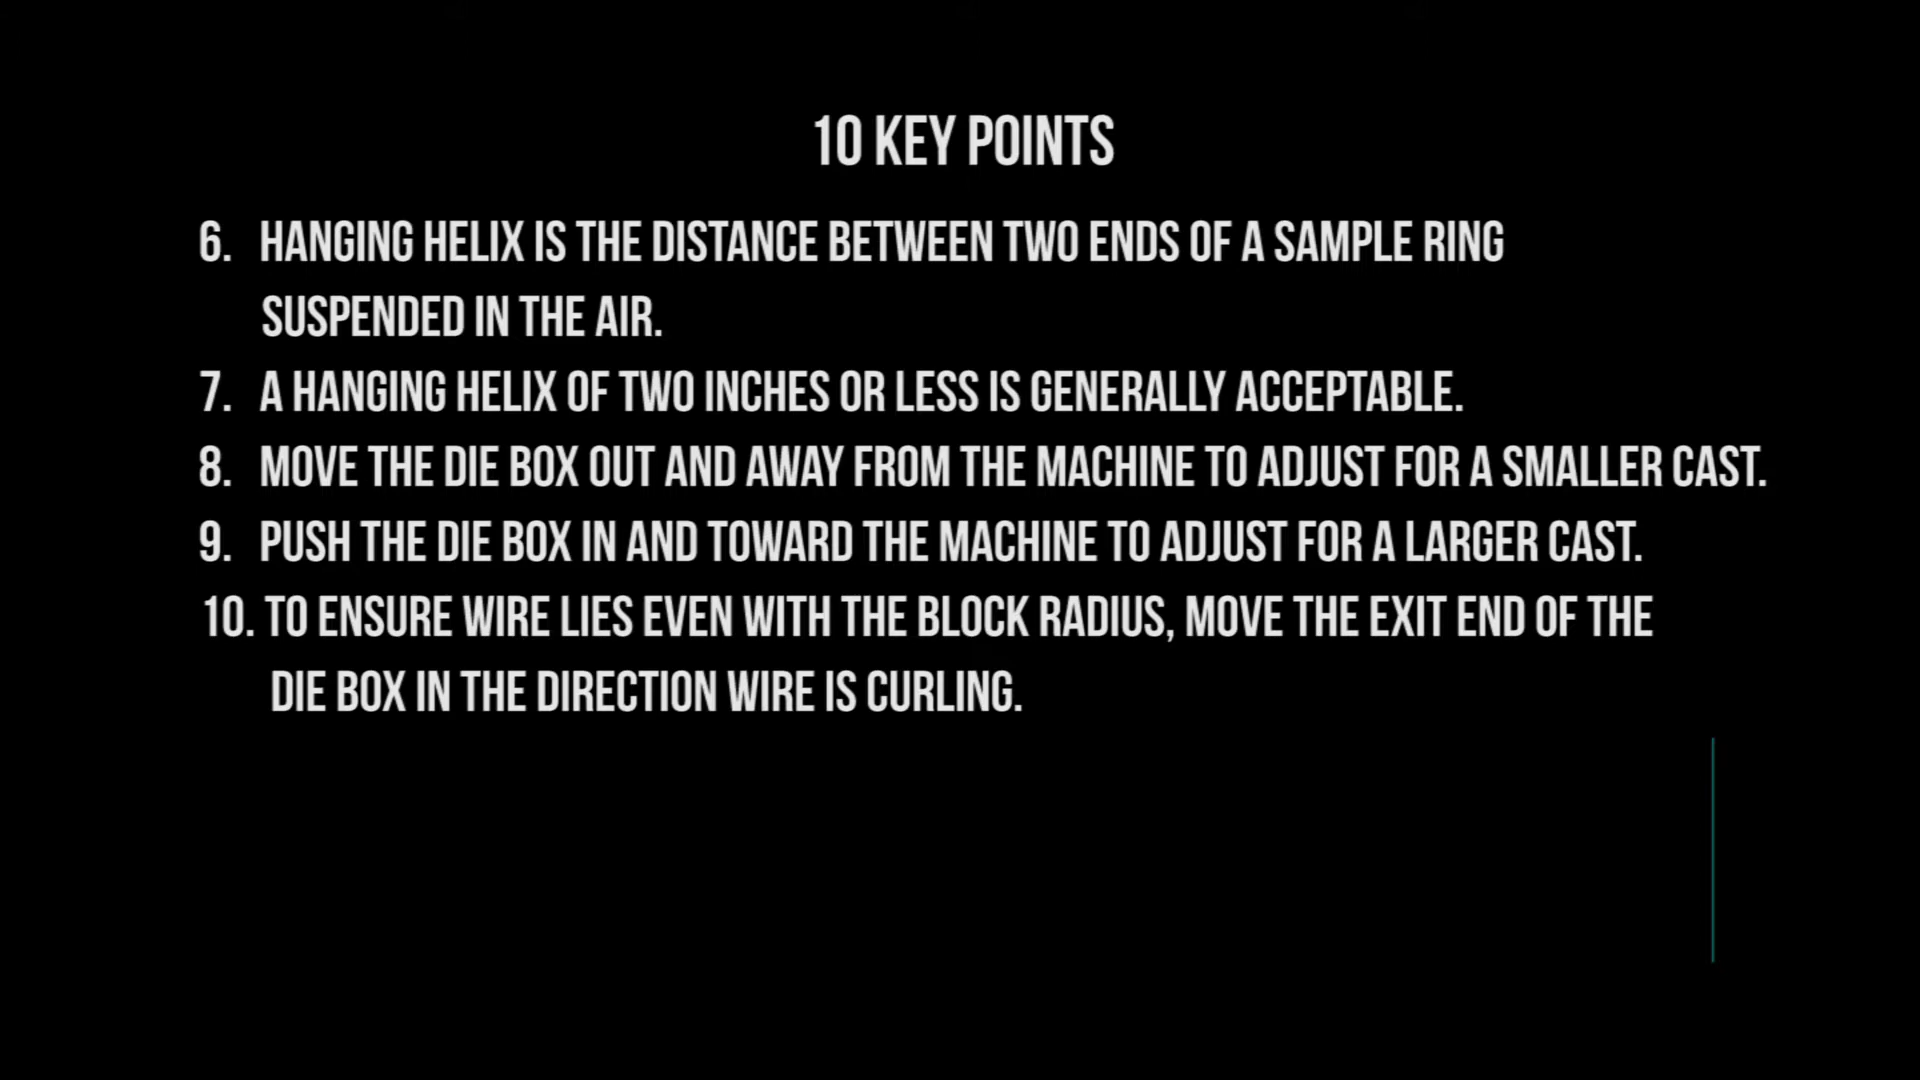 10 KEY POINTS
6. HANGING HELIX IS THE DISTANCE BETWEEN TWO ENDS OF A SAMPLE RING
SUSPENDED IN THE AIR.
7. A HANGING HELIX OF TWO INCHES OR LESS IS GENERALLY ACCEPTABLE.
8. MOVE THE DIE BOX OUT AND AWAY FROM THE MACHINE TO ADJUST FOR A SMALLER CAST.
9. PUSH THE DIE BOX IN AND TOWARD THE MACHINE TO ADJUST FOR A LARGER CAST.
10. TO ENSURE WIRE LIES EVEN WITH THE BLOCK RADIUS, MOVE THE EXIT END OF THE
DIE BOX IN THE DIRECTION WIRE IS CURLING.